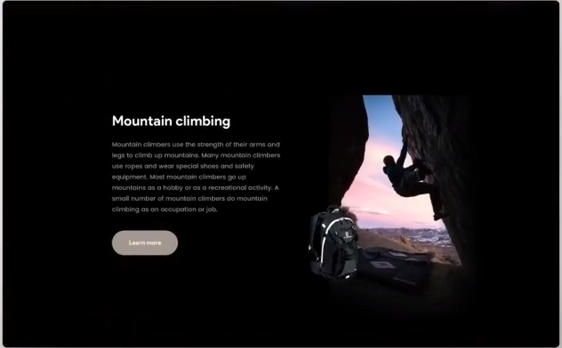 Mountain climbing
Mountain climbers use the strength of their arms and
legs to climb up mountains. Many mountain climbers
use ropes and wear special shoes and safety
equipment. Most mountain climbers go up
mountains as a hobby or as a recreational activity. A
small number of mountain climbers do mountain
climbing as an occupation or job.
Learn more